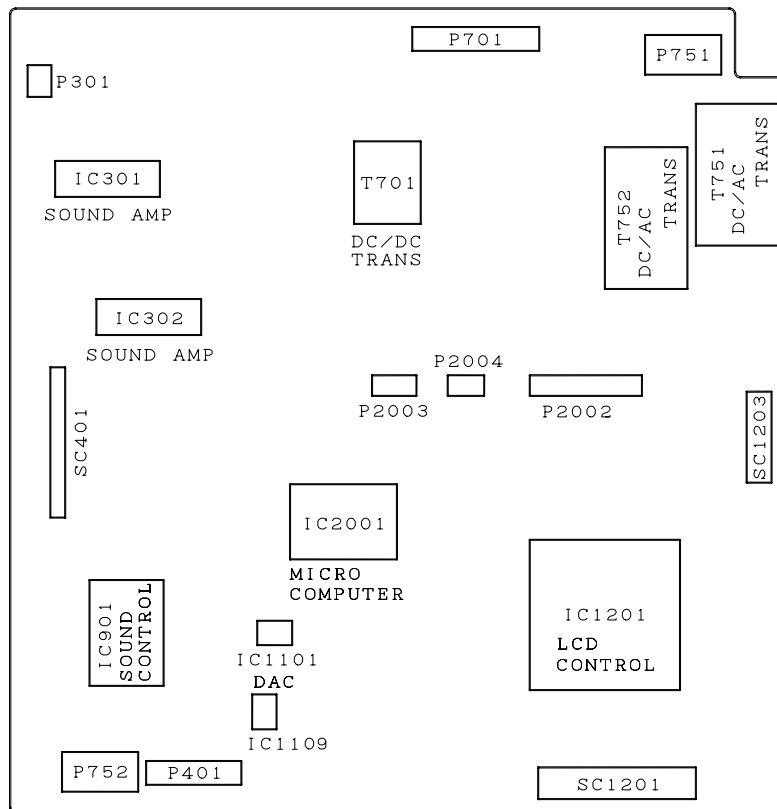 P701
P751
P301
T751
DC/AC
TRANS
IC301
SOUND AMP
T701
DC/DC
TRANS
T752
DC/AC
TRANS
IC302
SOUND AMP
P2004
P2003
P2002
SC401
SC1203
IC2001
MICRO
COMPUTER
IC901
SOUND
CONTROL
IC1201
LCD
CONTROL
IC1101
DAC
IC1109
P752
P401
SC1201